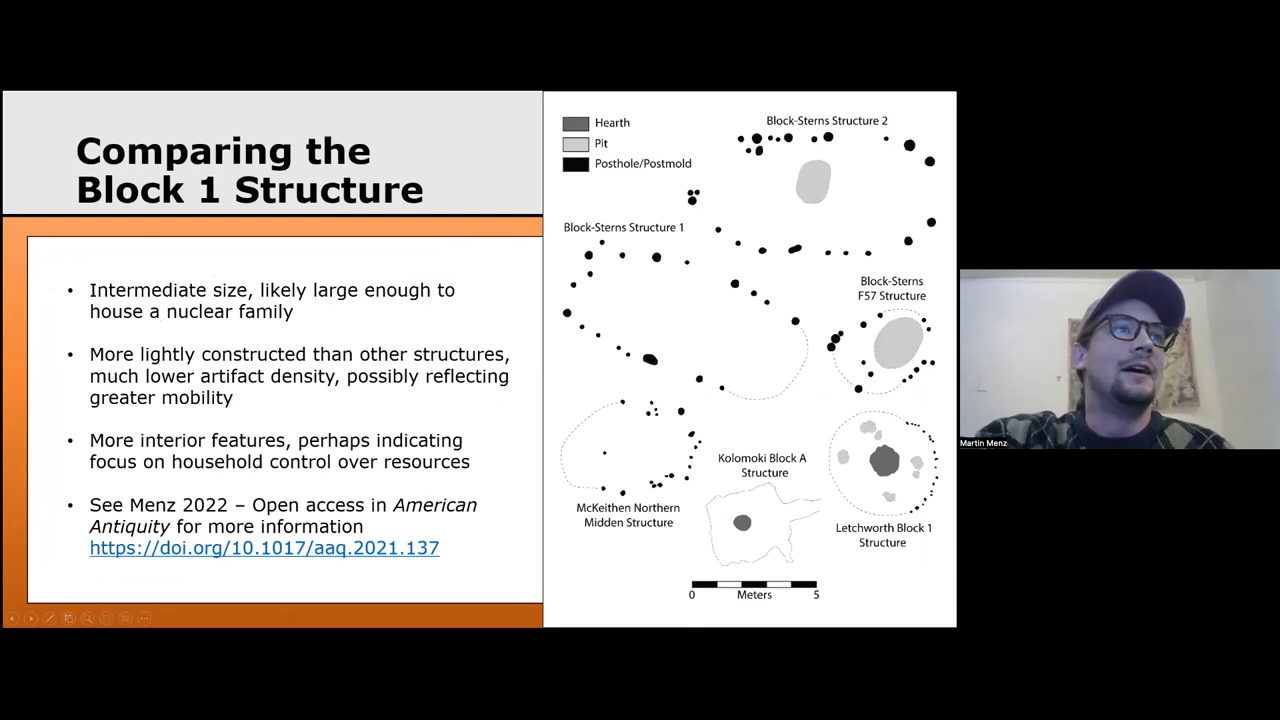 Comparing the
Block 1 Structure
• Intermediate size, likely large enough to
house a nuclear family
• More lightly constructed than other structures,
much lower artifact density, possibly reflecting
greater mobility
• More interior features, perhaps indicating
focus on household control over resources
• See Menz 2022 – Open access in American
Antiquity for more information
https://doi.org/10.1017/aaq.2021.137
Hearth
Pit
Posthole/Postmold
Block-Sterns Structure 2
Block-Sterns Structure 1
Block-Sterns
F57 Structure
McKeithen Northern
Midden Structure
Kolomoki Block A
Structure
Letchworth Block 1
Structure
0 Meters 5
Martin Menz